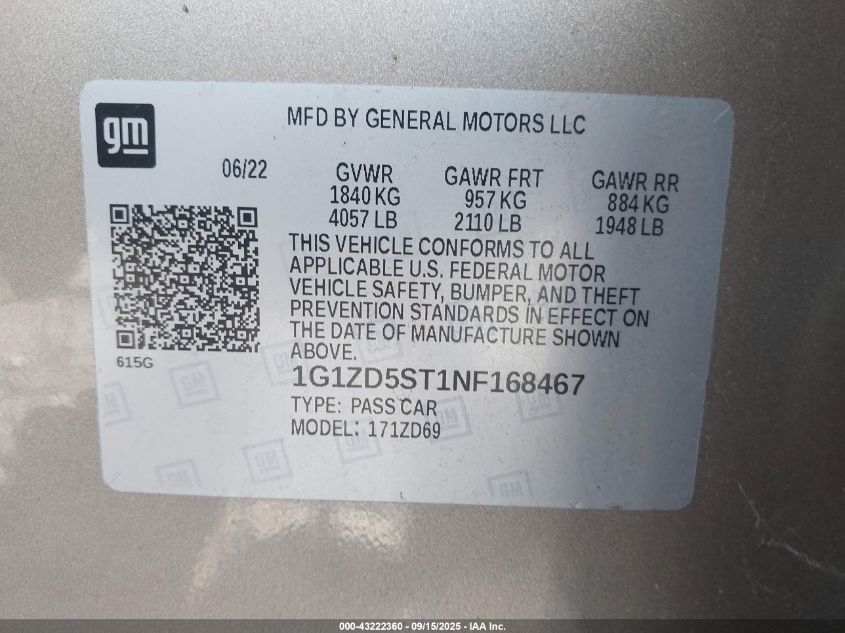 gm
MFD BY GENERAL MOTORS LLC
06/22
GVWR GAWR FRT GAWR RR
1840 KG 957 KG 884 KG
4057 LB 2110 LB 1948 LB
THIS VEHICLE CONFORMS TO ALL
APPLICABLE U.S. FEDERAL MOTOR
VEHICLE SAFETY, BUMPER, AND THEFT
PREVENTION STANDARDS IN EFFECT ON
THE DATE OF MANUFACTURE SHOWN
ABOVE.
615G
1G1ZD5ST1NF168467
TYPE: PASS CAR
MODEL: 171ZD69
GM
GM
GM
000-43222360 - 09/15/2025 - IAA Inc.